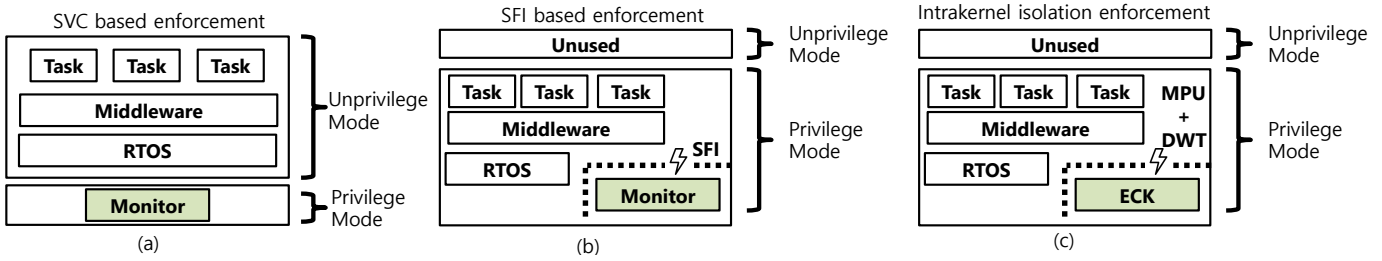 SVC based enforcement
Task Task Task
Middleware
RTOS
Unprivilege
Mode
Monitor
Privilege
Mode
(a)
SFI based enforcement
Unused
Unprivilege
Mode
Task Task Task
Middleware
SFI
RTOS
Monitor
Privilege
Mode
(b)
Intrakernel isolation enforcement
Unused
Unprivilege
Mode
Task Task Task
MPU
+
DWT
Middleware
RTOS
ECK
Privilege
Mode
(c)